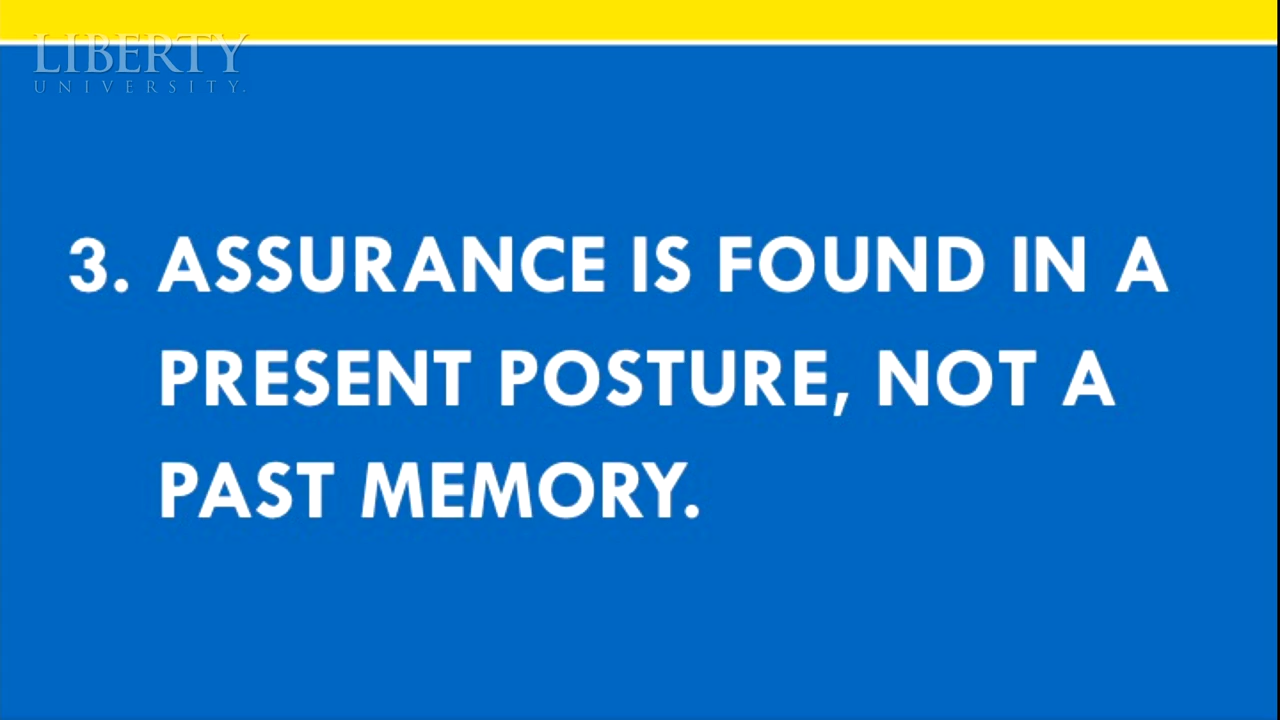 LIBERTY
UNIVERSITY.
3. ASSURANCE IS FOUND IN A
PRESENT POSTURE, NOT A
PAST MEMORY.